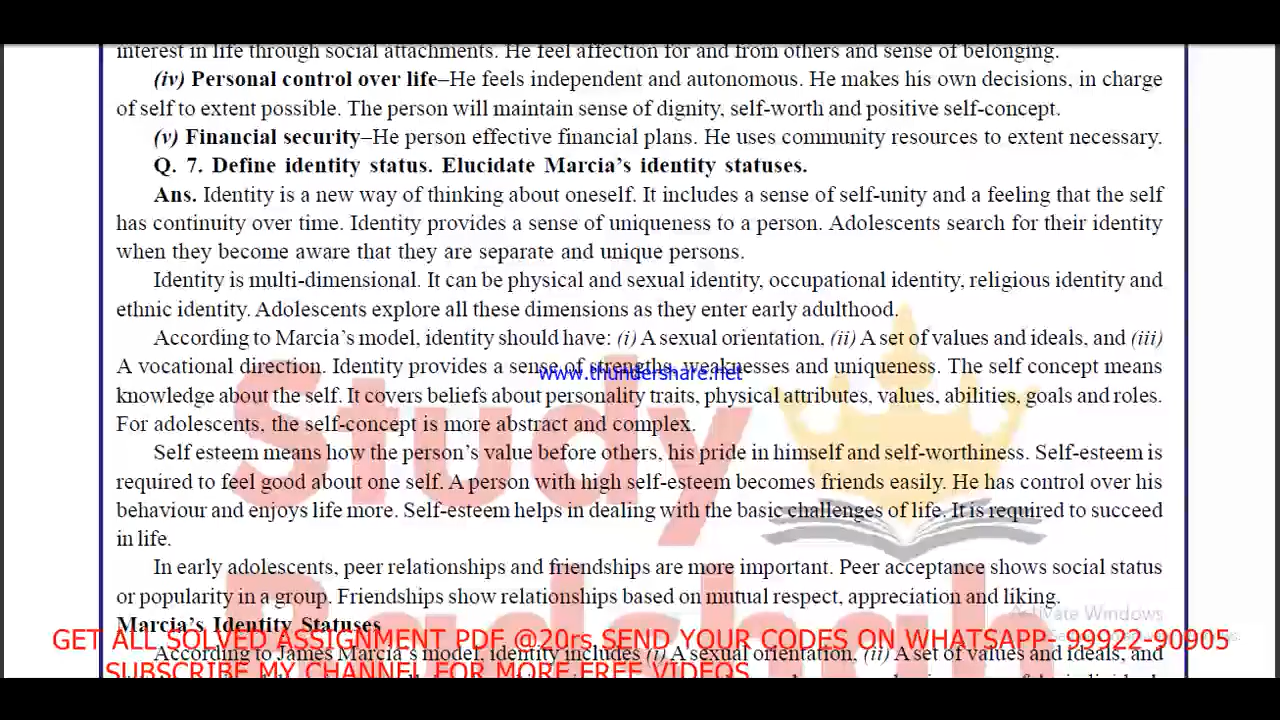 interest in life through social attachments. He feel affection for and from others and sense of belonging.
(iv) Personal control over life–He feels independent and autonomous. He makes his own decisions, in charge
of self to extent possible. The person will maintain sense of dignity, self-worth and positive self-concept.
(v) Financial security–He person effective financial plans. He uses community resources to extent necessary.
Q. 7. Define identity status. Elucidate Marcia's identity statuses.
Ans. Identity is a new way of thinking about oneself. It includes a sense of self-unity and a feeling that the self
has continuity over time. Identity provides a sense of uniqueness to a person. Adolescents search for their identity
when they become aware that they are separate and unique persons.
Identity is multi-dimensional. It can be physical and sexual identity, occupational identity, religious identity and
ethnic identity. Adolescents explore all these dimensions as they enter early adulthood.
According to Marcia's model, identity should have: (i) A sexual orientation, (ii) A set of values and ideals, and (iii)
A vocational direction. Identity provides a sense of strengths, weaknesses and uniqueness. The self concept means
www.thundershare.net
knowledge about the self. It covers beliefs about personality traits, physical attributes, values, abilities, goals and roles.
For adolescents, the self-concept is more abstract and complex.
Self esteem means how the person's value before others, his pride in himself and self-worthiness. Self-esteem is
required to feel good about one self. A person with high self-esteem becomes friends easily. He has control over his
behaviour and enjoys life more. Self-esteem helps in dealing with the basic challenges of life. It is required to succeed
in life.
In early adolescents, peer relationships and friendships are more important. Peer acceptance shows social status
or popularity in a group. Friendships show relationships based on mutual respect, appreciation and liking.
Study
Activate Windows
Marcia's Identity Statuses
GET ALL SOLVED ASSIGNMENT PDF @20rs SEND YOUR CODES ON WHATSAPP- 99922-90905
According to James Marcia's model, identity includes (i) A sexual orientation, (ii) A set of values and ideals, and
SUBSCRIBE MY CHANNEL FOR MORE FREE VIDEOS